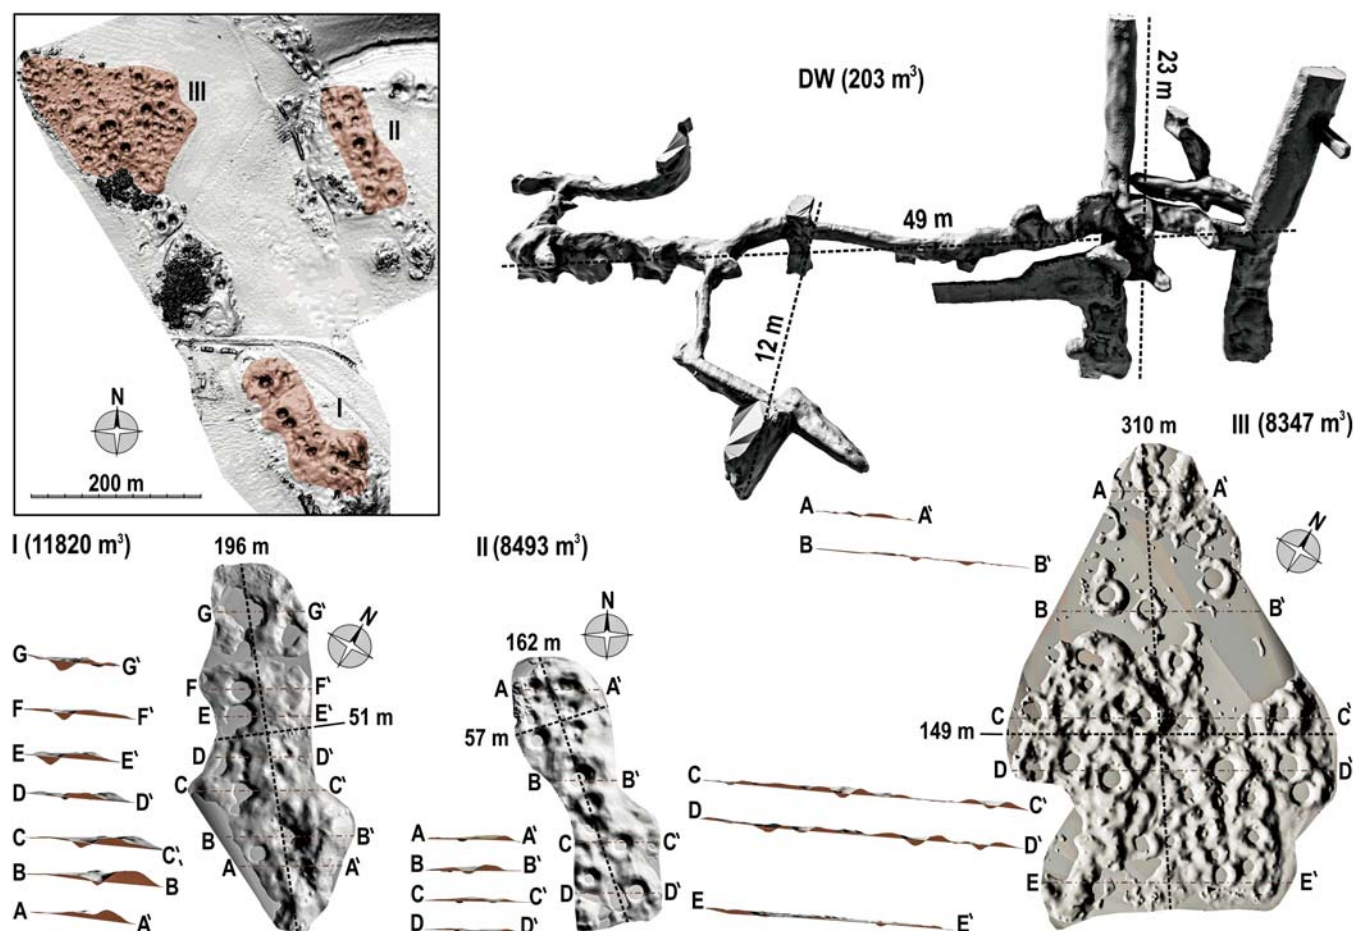 III
II
I
N
200 m
DW (203 m³)
23 m
49 m
12 m
I (11820 m³)
196 m
N
G G`
F F`
E E`
51 m
D D`
C C`
B B`
A A`
G G`
F F`
E E`
D D`
C C`
B B
A A`
II (8493 m³)
N
162 m
A A`
57 m
B B`
C C`
D D`
A A`
B B`
C C`
D D`
310 m
III (8347 m³)
N
A A`
B B`
C C`
149 m
D D`
E E`
A A`
B B`
C C`
D D`
E E`